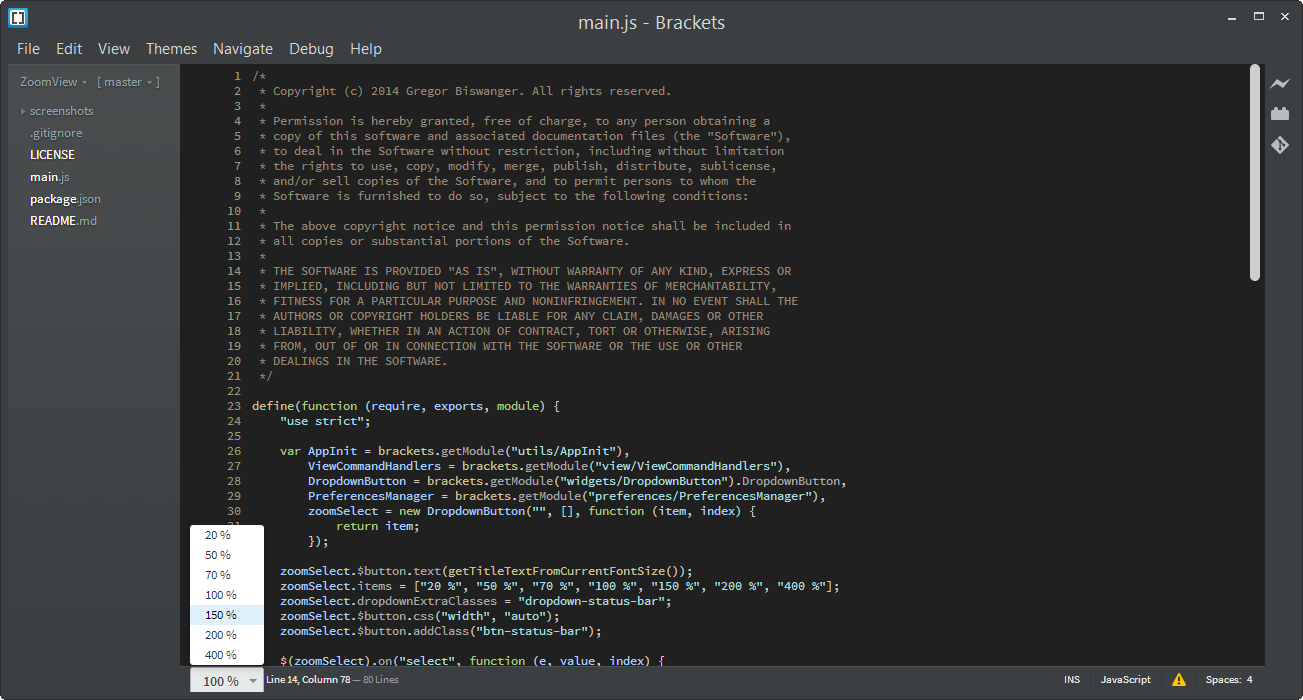 main.js - Brackets
File Edit View Themes Navigate Debug Help
ZoomView [ master ]
screenshots
.gitignore
LICENSE
main.js
package.json
README.md
1 /*
2  * Copyright (c) 2014 Gregor Biswanger. All rights reserved.
3  *
4  * Permission is hereby granted, free of charge, to any person obtaining a
5  * copy of this software and associated documentation files (the "Software"),
6  * to deal in the Software without restriction, including without limitation
7  * the rights to use, copy, modify, merge, publish, distribute, sublicense,
8  * and/or sell copies of the Software, and to permit persons to whom the
9  * Software is furnished to do so, subject to the following conditions:
10  *
11  * The above copyright notice and this permission notice shall be included in
12  * all copies or substantial portions of the Software.
13  *
14  * THE SOFTWARE IS PROVIDED "AS IS", WITHOUT WARRANTY OF ANY KIND, EXPRESS OR
15  * IMPLIED, INCLUDING BUT NOT LIMITED TO THE WARRANTIES OF MERCHANTABILITY,
16  * FITNESS FOR A PARTICULAR PURPOSE AND NONINFRINGEMENT. IN NO EVENT SHALL THE
17  * AUTHORS OR COPYRIGHT HOLDERS BE LIABLE FOR ANY CLAIM, DAMAGES OR OTHER
18  * LIABILITY, WHETHER IN AN ACTION OF CONTRACT, TORT OR OTHERWISE, ARISING
19  * FROM, OUT OF OR IN CONNECTION WITH THE SOFTWARE OR THE USE OR OTHER
20  * DEALINGS IN THE SOFTWARE.
21  */
22
23 define(function (require, exports, module) {
24     "use strict";
25
26     var AppInit = brackets.getModule("utils/AppInit"),
27         ViewCommandHandlers = brackets.getModule("view/ViewCommandHandlers"),
28         DropdownButton = brackets.getModule("widgets/DropdownButton").DropdownButton,
29         PreferencesManager = brackets.getModule("preferences/PreferencesManager"),
30         zoomSelect = new DropdownButton("", [], function (item, index) {
            return item;
        });
    zoomSelect.$button.text(getTitleTextFromCurrentFontSize());
    zoomSelect.items = ["20 %", "50 %", "70 %", "100 %", "150 %", "200 %", "400 %"];
    zoomSelect.dropdownExtraClasses = "dropdown-status-bar";
    zoomSelect.$button.css("width", "auto");
    zoomSelect.$button.addClass("btn-status-bar");
    $(zoomSelect).on("select", function (e, value, index) {
20 %
50 %
70 %
100 %
150 %
200 %
400 %
100 % Line 14, Column 78 — 80 Lines INS JavaScript Spaces: 4